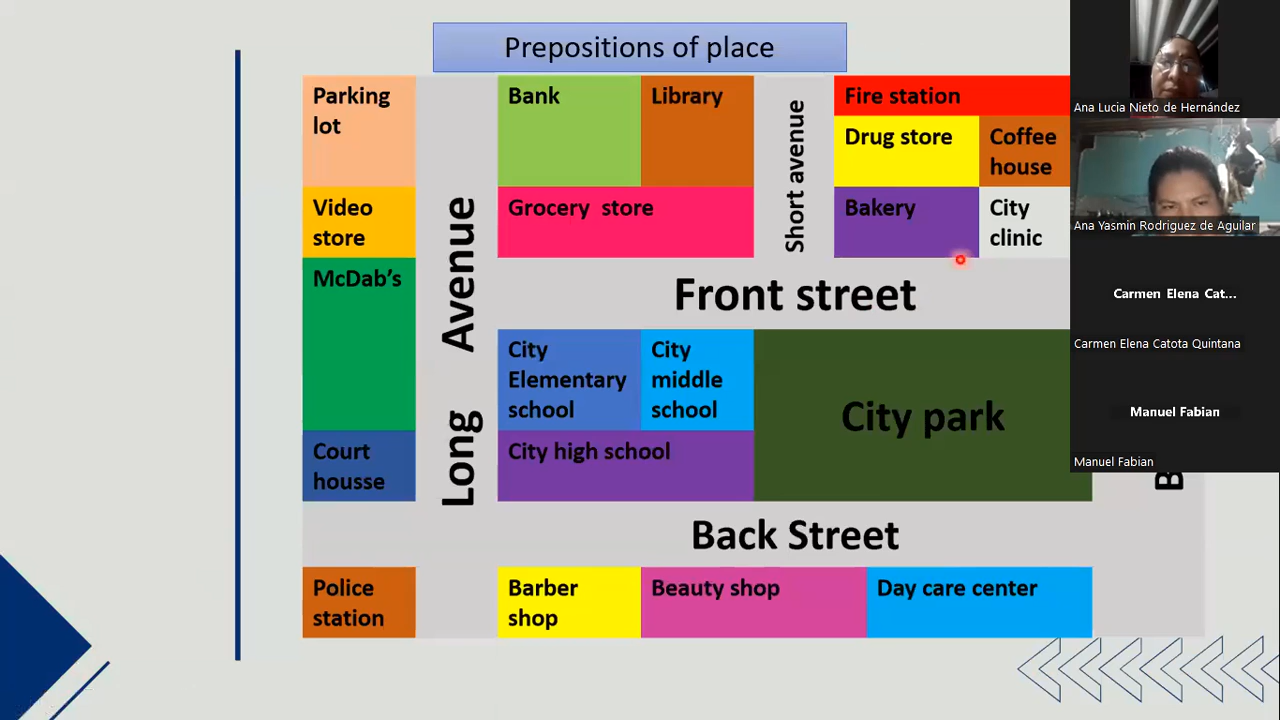 Prepositions of place
Parking
lot
Bank
Library
Short avenue
Fire station
Drug store
Coffee
house
Video
store
Grocery store
Bakery
City
clinic
McDab's
Long Avenue
Front street
City
Elementary
school
City
middle
school
City park
Court
housse
City high school
B
Back Street
Police
station
Barber
shop
Beauty shop
Day care center
Ana Lucia Nieto de Hernández
Ana Yasmin Rodriguez de Aguilar
Carmen Elena Cat...
Carmen Elena Catota Quintana
Manuel Fabian
Manuel Fabian